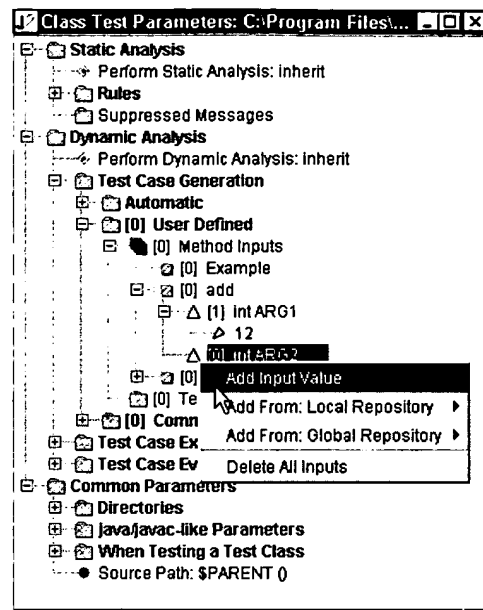 Class Test Parameters: C:\Program Files\...
Static Analysis
Perform Static Analysis: inherit
Rules
Suppressed Messages
Dynamic Analysis
Perform Dynamic Analysis: inherit
Test Case Generation
Automatic
[0] User Defined
[0] Method Inputs
[0] Example
[0] add
[1] int ARG1
12
[0] int ARG2
[0]
Add Input Value
[0] Te
Add From: Local Repository
[0] Comn
Add From: Global Repository
Test Case Ex
Test Case Ev
Delete All Inputs
Common Parameters
Directories
Java/javac-like Parameters
When Testing a Test Class
Source Path: $PARENT ()